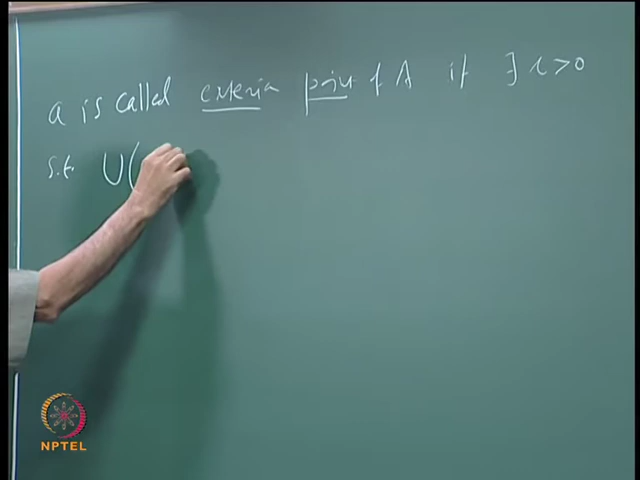 a is called exterior point of A if ∃ r>0
s.t. U(
NPTEL